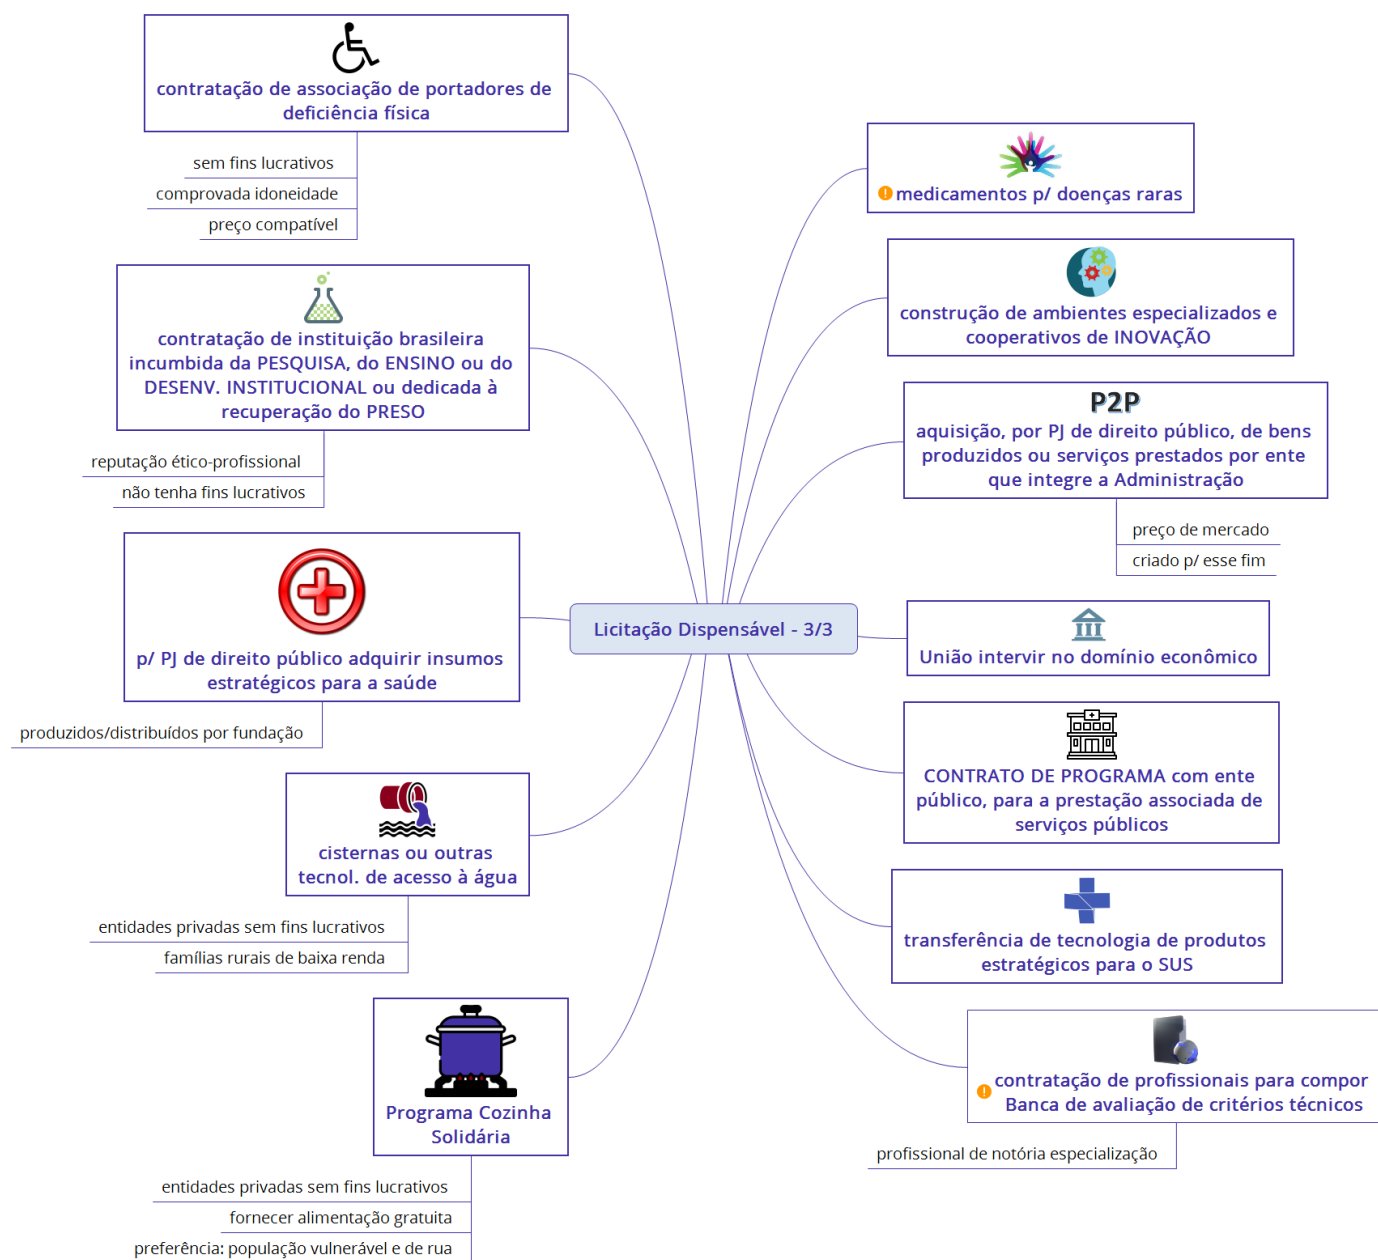 contratação de associação de portadores de
deficiência física
sem fins lucrativos
comprovada idoneidade
preço compatível
contratação de instituição brasileira
incumbida da PESQUISA, do ENSINO ou do
DESENV. INSTITUCIONAL ou dedicada à
recuperação do PRESO
reputação ético-profissional
não tenha fins lucrativos
p/ PJ de direito público adquirir insumos
estratégicos para a saúde
produzidos/distribuídos por fundação
cisternas ou outras
tecnol. de acesso à água
entidades privadas sem fins lucrativos
famílias rurais de baixa renda
Programa Cozinha
Solidária
entidades privadas sem fins lucrativos
fornecer alimentação gratuita
preferência: população vulnerável e de rua
Licitação Dispensável - 3/3
medicamentos p/ doenças raras
construção de ambientes especializados e
cooperativos de INOVAÇÃO
P2P
aquisição, por PJ de direito público, de bens
produzidos ou serviços prestados por ente
que integre a Administração
preço de mercado
criado p/ esse fim
União intervir no domínio econômico
CONTRATO DE PROGRAMA com ente
público, para a prestação associada de
serviços públicos
transferência de tecnologia de produtos
estratégicos para o SUS
contratação de profissionais para compor
Banca de avaliação de critérios técnicos
profissional de notória especialização